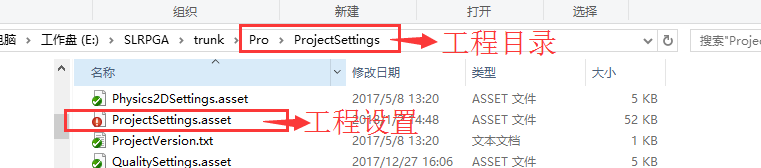 组织 新建 打开 选择
电脑 › 工作盘 (E:) › SLRPGA › trunk › Pro › ProjectSettings 工程目录 搜索"Proj
名称 修改日期 类型 大小
Physics2DSettings.asset 2017/5/8 13:20 ASSET 文件 5 KB
ProjectSettings.asset 工程设置 4:48 ASSET 文件 52 KB
ProjectVersion.txt 2017/5/8 13:20 文本文档 1 KB
QualitySettings.asset 2017/12/27 16:06 ASSET 文件 5 KB